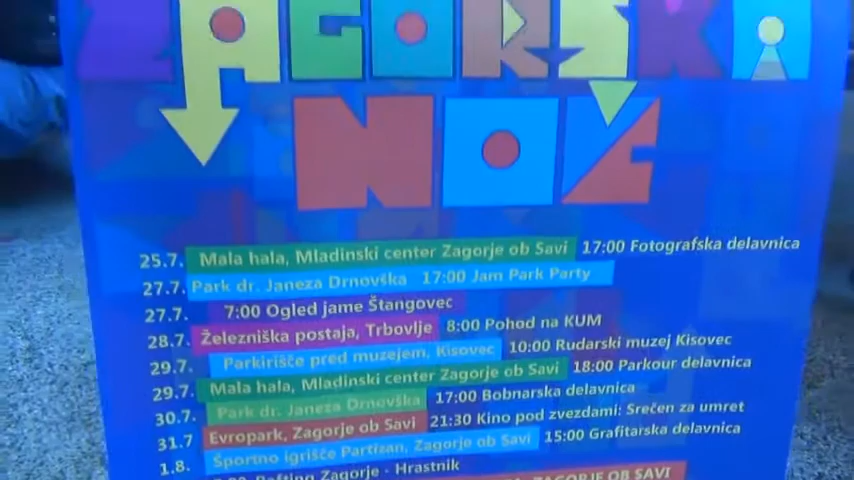 ZAGORSKA
NOČ
25.7. Mala hala, Mladinski center Zagorje ob Savi 17:00 Fotografska delavnica
27.7. Park dr. Janeza Drnovška 17:00 Jam Park Party
27.7. 7:00 Ogled jame Štangovec
28.7. Železniška postaja, Trbovlje 8:00 Pohod na KUM
29.7. Parkirišče pred muzejem, Kisovec 10:00 Rudarski muzej Kisovec
29.7. Mala hala, Mladinski center Zagorje ob Savi 18:00 Parkour delavnica
30.7. Park dr. Janeza Drnovška 17:00 Bobnarska delavnica
31.7 Evropark, Zagorje ob Savi 21:30 Kino pod zvezdami: Srečen za umret
1.8. Športno igrišče Partizan, Zagorje ob Savi 15:00 Grafitarska delavnica
Rafting Zagorje - Hrastnik
ZAGORJE OB SAVI